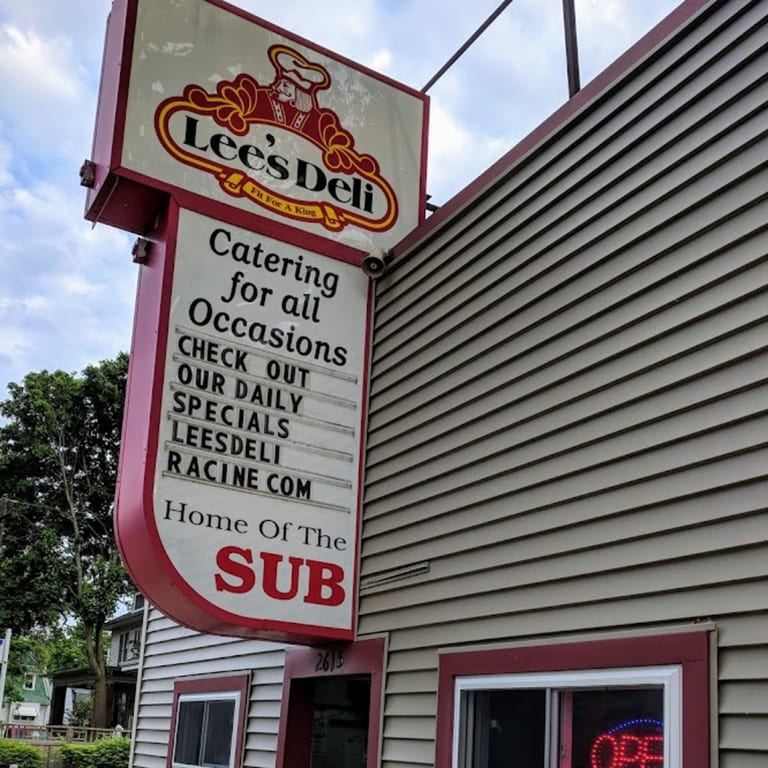 Lee's Deli
Fit For A King
Catering
for all
Occasions
CHECK OUT
OUR DAILY
SPECIALS
LEESDELI
RACINE COM
Home Of The
SUB
2615
OPEN